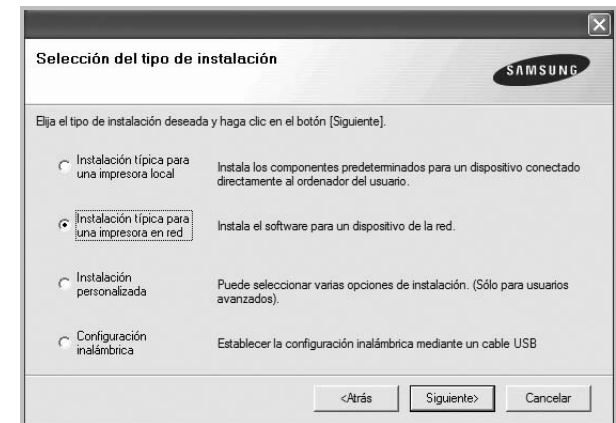 Selección del tipo de instalación
SAMSUNG
Elija el tipo de instalación deseada y haga clic en el botón [Siguiente].
Instalación típica para
una impresora local
Instala los componentes predeterminados para un dispositivo conectado
directamente al ordenador del usuario.
Instalación típica para
una impresora en red
Instala el software para un dispositivo de la red.
Instalación
personalizada
Puede seleccionar varias opciones de instalación. (Sólo para usuarios
avanzados).
Configuración
inalámbrica
Establecer la configuración inalámbrica mediante un cable USB
<Atrás
Siguiente>
Cancelar